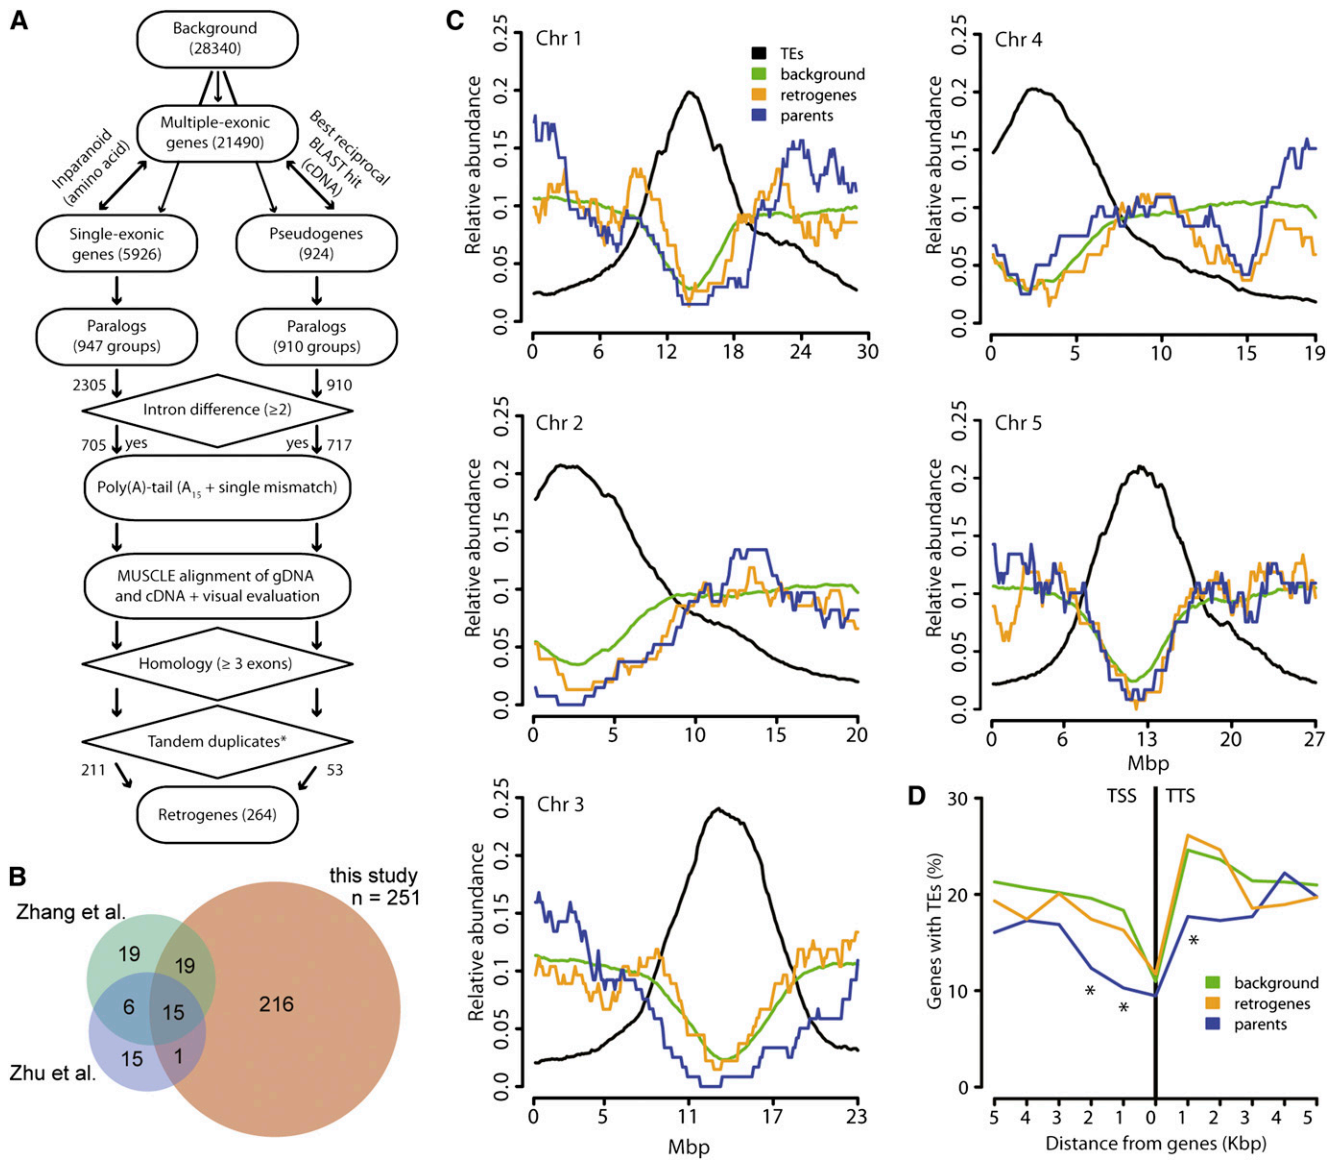 A
Background
(28340)
Multiple-exonic
genes (21490)
Inparanoid
(amino acid)
Best reciprocal
BLAST hit
(cDNA)
Single-exonic
genes (5926)
Pseudogenes
(924)
Paralogs
(947 groups)
Paralogs
(910 groups)
2305
910
Intron difference (≥2)
705
yes
yes
717
Poly(A)-tail (A15 + single mismatch)
MUSCLE alignment of gDNA
and cDNA + visual evaluation
Homology (≥ 3 exons)
Tandem duplicates*
211
53
Retrogenes (264)
B
Zhang et al.
this study
n = 251
19
19
6
15
216
15
1
Zhu et al.
C
Chr 1
TEs
background
retrogenes
parents
Relative abundance
0.25
0.2
0.15
0.1
0.05
0.0
0 6 12 18 24 30
Chr 4
Relative abundance
0.25
0.2
0.15
0.1
0.05
0.0
0 5 10 15 19
Chr 2
Relative abundance
0.25
0.2
0.15
0.1
0.05
0.0
0 5 10 15 20
Chr 5
Relative abundance
0.25
0.2
0.15
0.1
0.05
0.0
0 6 13 20 27
Mbp
Chr 3
Relative abundance
0.25
0.2
0.15
0.1
0.05
0.0
0 5 11 17 23
Mbp
D
TSS
TTS
Genes with TEs (%)
30
20
10
0
*
*
*
background
retrogenes
parents
5 4 3 2 1 0 1 2 3 4 5
Distance from genes (Kbp)